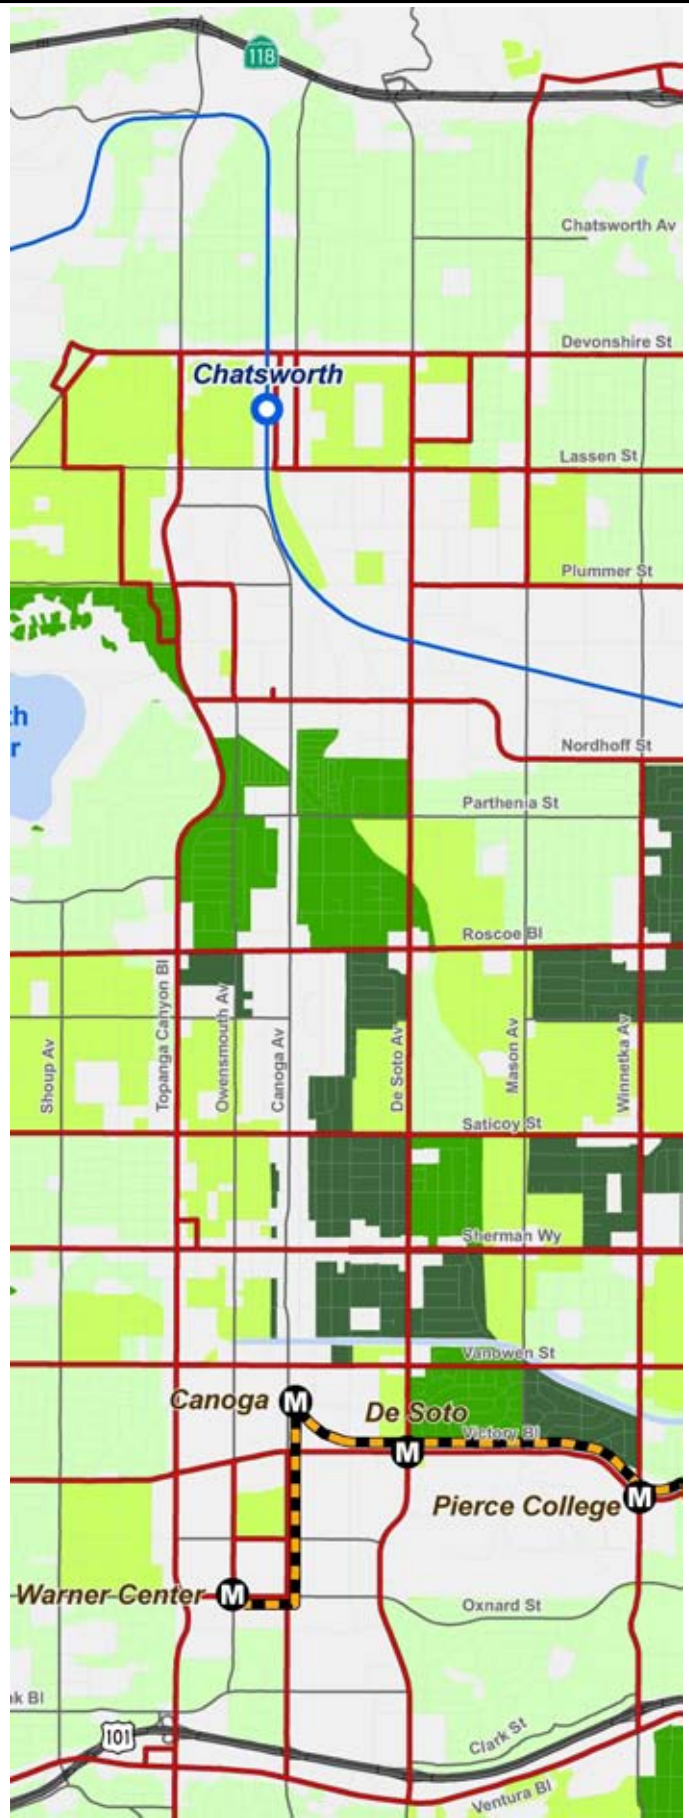 118
Chatsworth Av
Devonshire St
Chatsworth
Lassen St
Plummer St
th
r
Nordhoff St
Parthenia St
Roscoe Bl
Shoup Av
Topanga Canyon Bl
Owensmouth Av
Canoga Av
De Soto Av
Mason Av
Winnetka Av
Saticoy St
Sherman Wy
Vanowen St
Canoga
M
De Soto
M
Victory Bl
Pierce College
M
Warner Center
M
Oxnard St
k Bl
101
Clark St
Ventura Bl